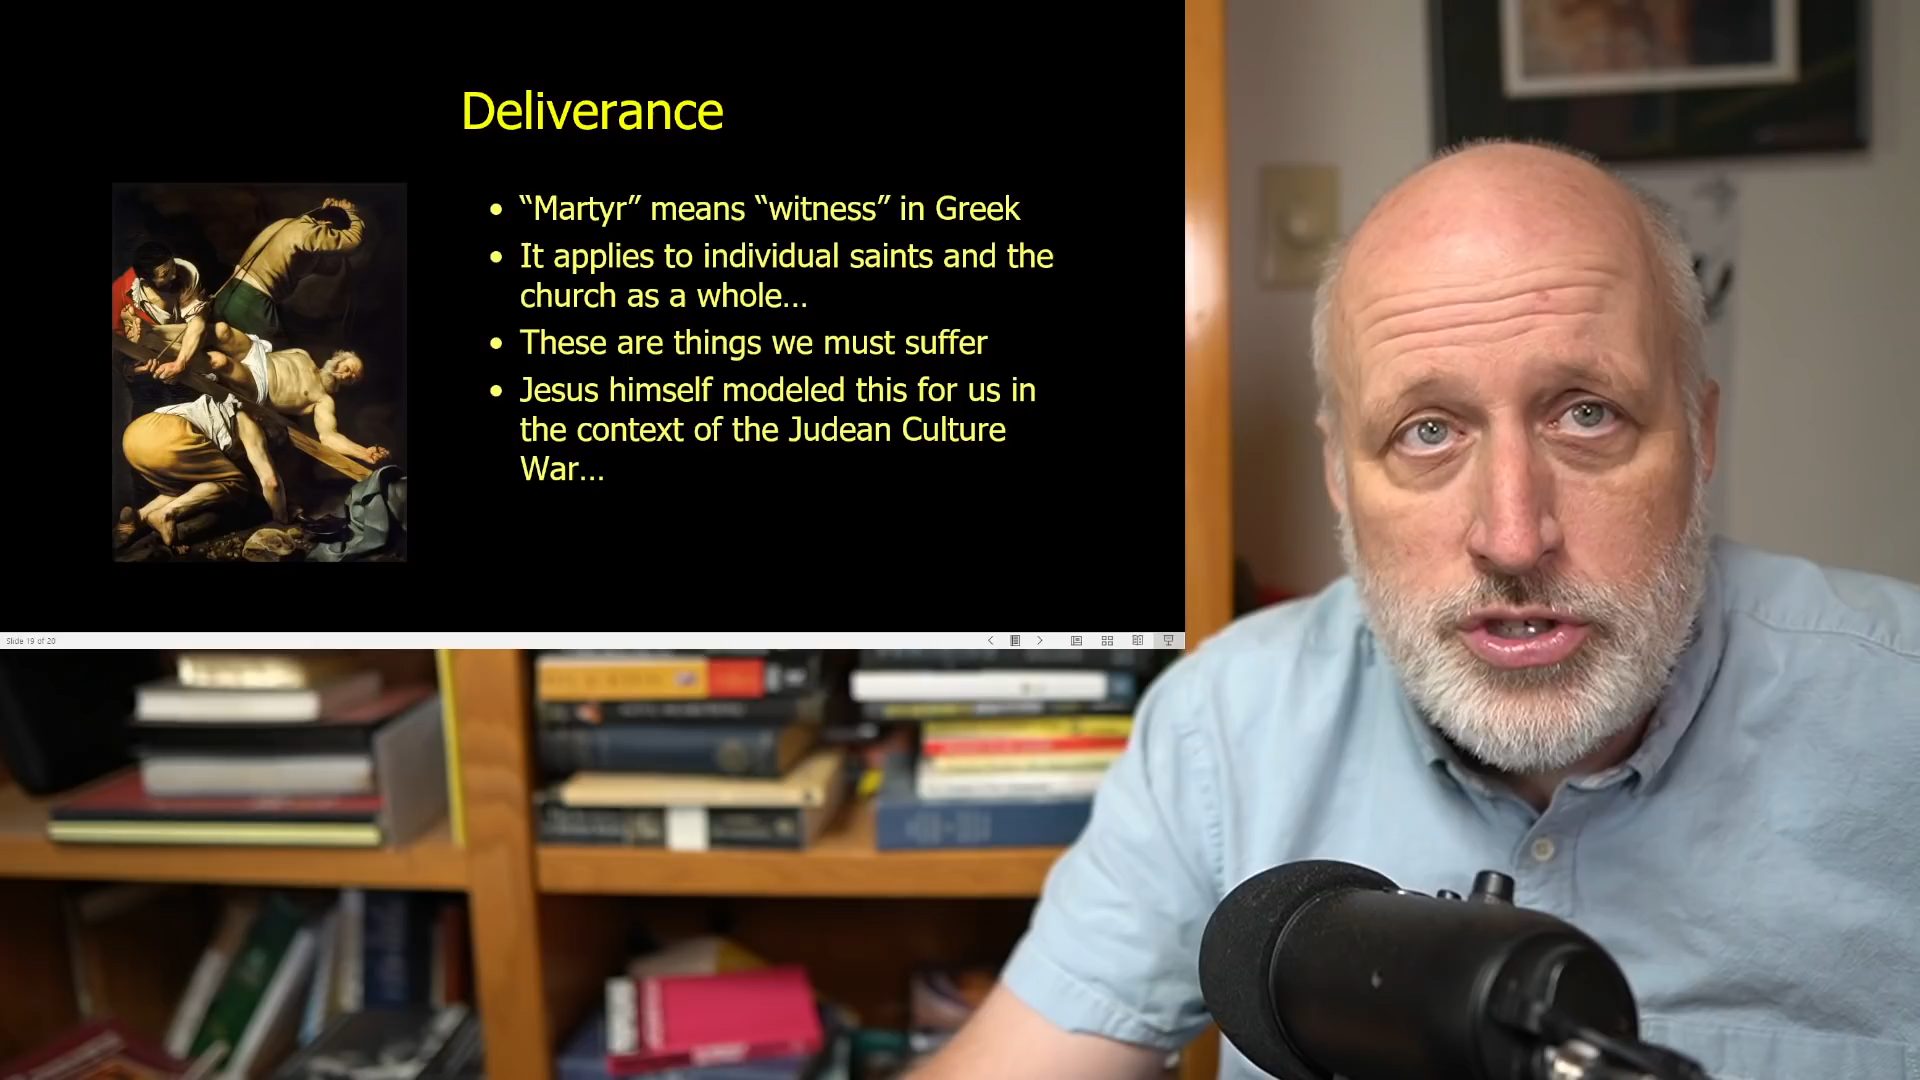 Deliverance
• “Martyr” means “witness” in Greek
• It applies to individual saints and the
church as a whole...
• These are things we must suffer
• Jesus himself modeled this for us in
the context of the Judean Culture
War...
Slide 19 of 20